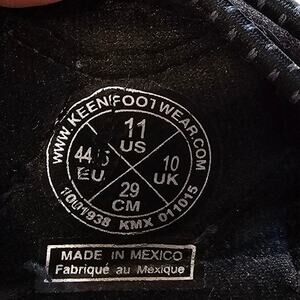 WWW.KEENFOOTWEAR.COM
11
US
44.5
EU
10
UK
29
CM
1001938 KMX 011015
MADE IN MEXICO
Fabriqué au Méxique